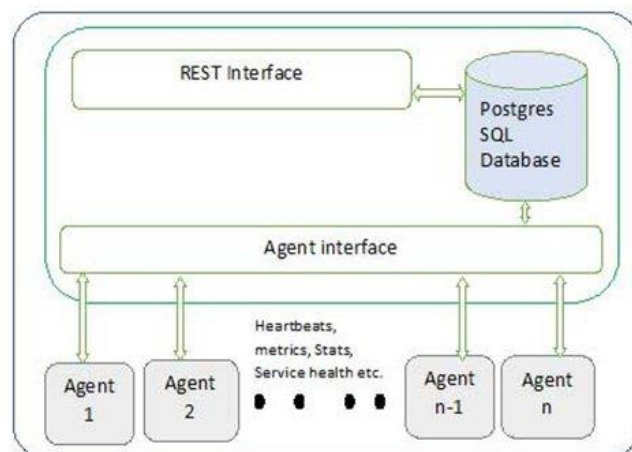 REST Interface
Postgres
SQL
Database
Agent interface
Heartbeats,
metrics, Stats,
Service health etc.
Agent
1
Agent
2
Agent
n-1
Agent
n